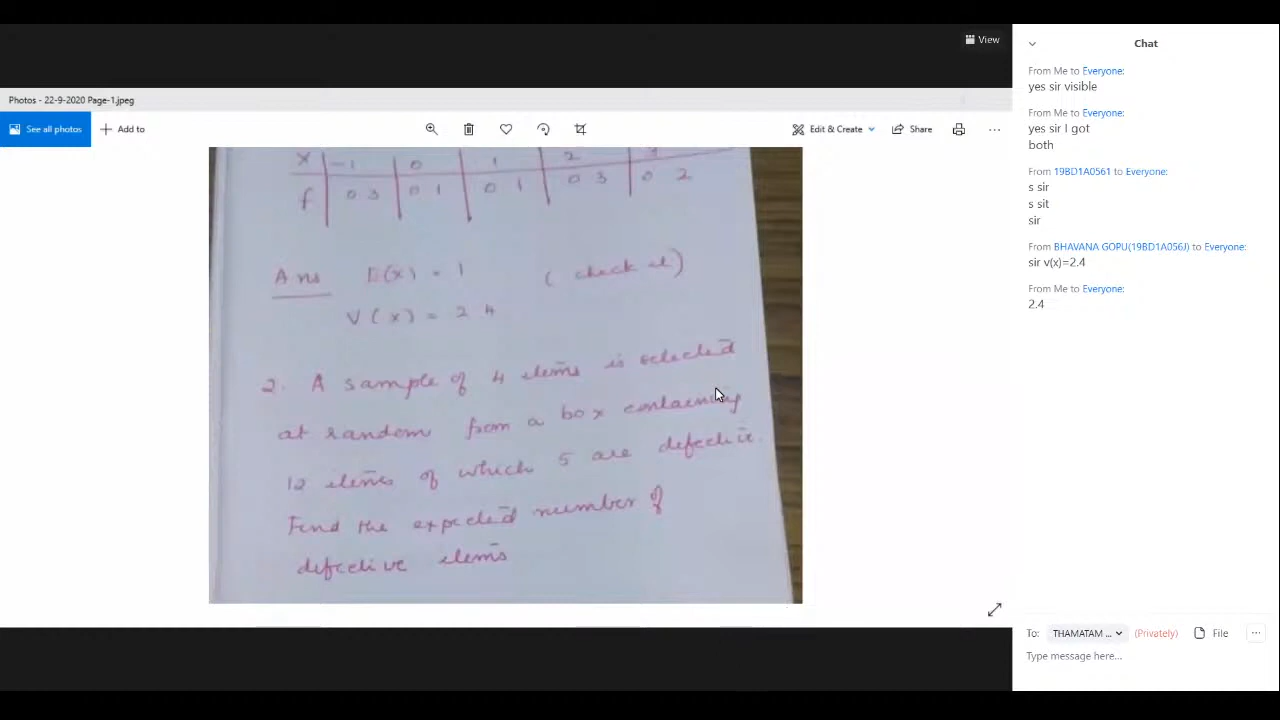 View
Chat
From Me to Everyone:
yes sir visible
From Me to Everyone:
yes sir I got
both
From 19BD1A0561 to Everyone:
s sir
s sit
sir
From BHAVANA GOPU(19BD1A056J) to Everyone:
sir v(x)=2.4
From Me to Everyone:
2.4
To: THAMATAM ... (Privately) File ...
Type message here...
Photos - 22-9-2020 Page-1.jpeg
See all photos Add to Edit & Create Share
X -1 0 1 2
f 0 3 0 1 0 1 0 3 0 2
Ans E(x) = 1 (check it)
V(x) = 2 4
2. A sample of 4 items is selected
at random from a box containing
12 items of which 5 are defective.
Find the expected number of
defective items